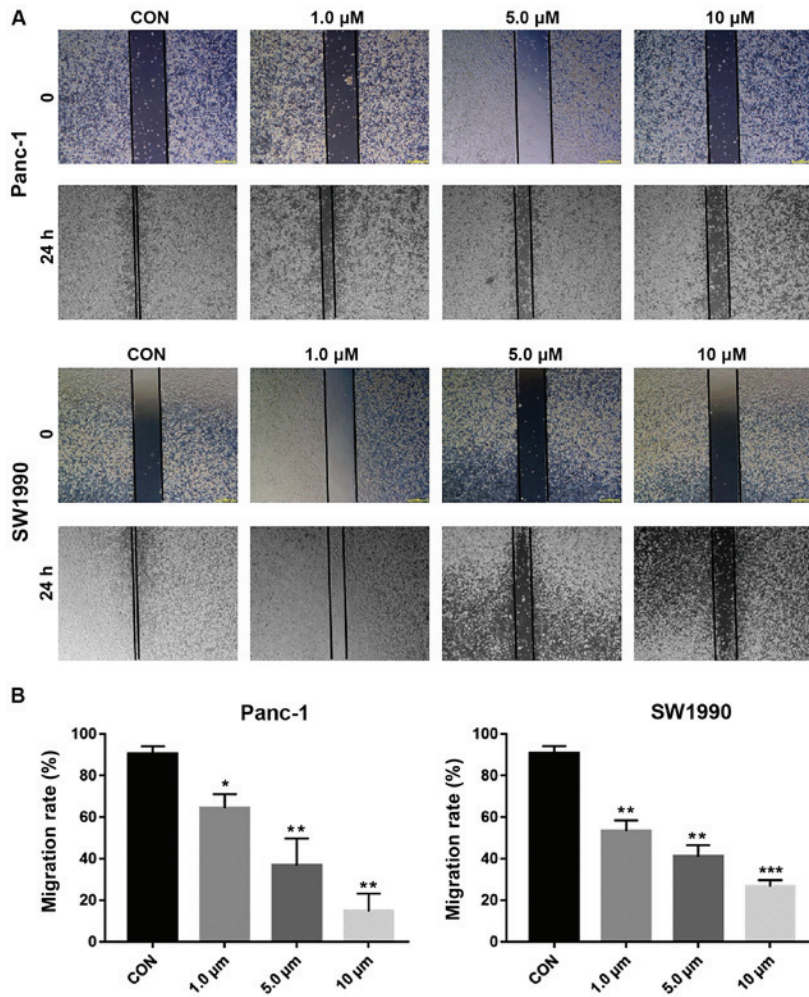 A
CON 1.0 µM 5.0 µM 10 µM
Panc-1
0
24 h
CON 1.0 µM 5.0 µM 10 µM
SW1990
0
24 h
B
Panc-1
Migration rate (%)
100
80
60
40
20
0
*
**
**
CON 1.0 µm 5.0 µm 10 µm
SW1990
Migration rate (%)
100
80
60
40
20
0
**
**
***
CON 1.0 µm 5.0 µm 10 µm